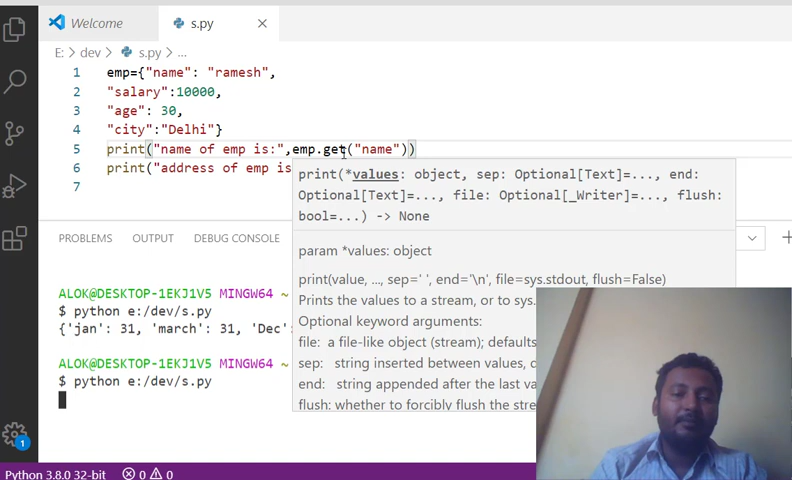 Welcome
s.py
E: > dev > s.py > ...
1 emp={"name": "ramesh",
2 "salary":10000,
3 "age": 30,
4 "city":"Delhi"}
5 print("name of emp is:",emp.get("name"))
6 print("address of emp is
7
print(*values: object, sep: Optional[Text]=..., end:
Optional[Text]=..., file: Optional[_Writer]=..., flush:
bool=...) -> None
param *values: object
print(value, ..., sep=' ', end='\n', file=sys.stdout, flush=False)
Prints the values to a stream, or to sys.
Optional keyword arguments:
file: a file-like object (stream); defaults
sep: string inserted between values, d
end: string appended after the last va
flush: whether to forcibly flush the stre
PROBLEMS OUTPUT DEBUG CONSOLE
ALOK@DESKTOP-1EKJ1V5 MINGW64 ~
$ python e:/dev/s.py
{'jan': 31, 'march': 31, 'Dec':
ALOK@DESKTOP-1EKJ1V5 MINGW64 ~
$ python e:/dev/s.py
1
Python 3.8.0 32-bit 0 0